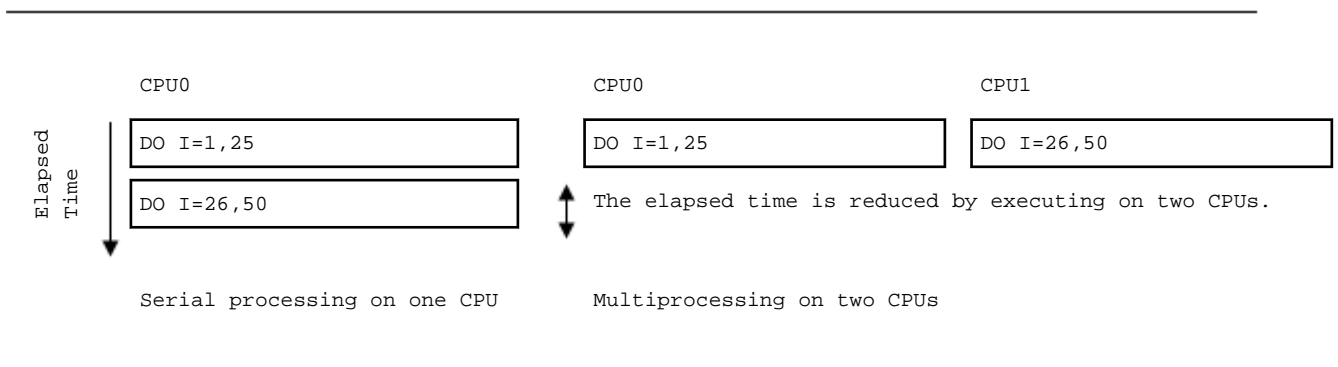 CPU0
CPU0
CPU1
Elapsed
Time
DO I=1,25
DO I=1,25
DO I=26,50
DO I=26,50
The elapsed time is reduced by executing on two CPUs.
Serial processing on one CPU
Multiprocessing on two CPUs